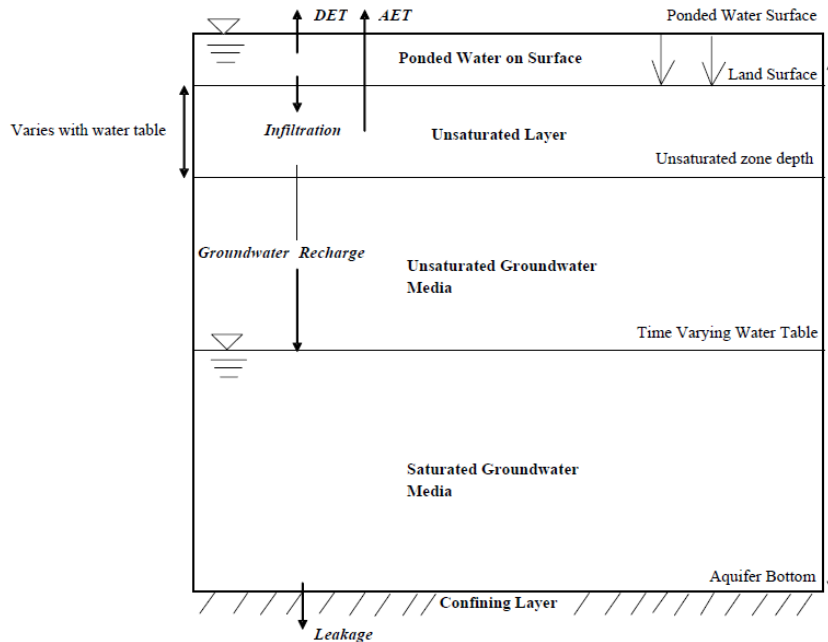 DET AET
Ponded Water Surface
Ponded Water on Surface
Land Surface
Varies with water table
Infiltration
Unsaturated Layer
Unsaturated zone depth
Groundwater Recharge
Unsaturated Groundwater
Media
Time Varying Water Table
Saturated Groundwater
Media
Aquifer Bottom
Confining Layer
Leakage